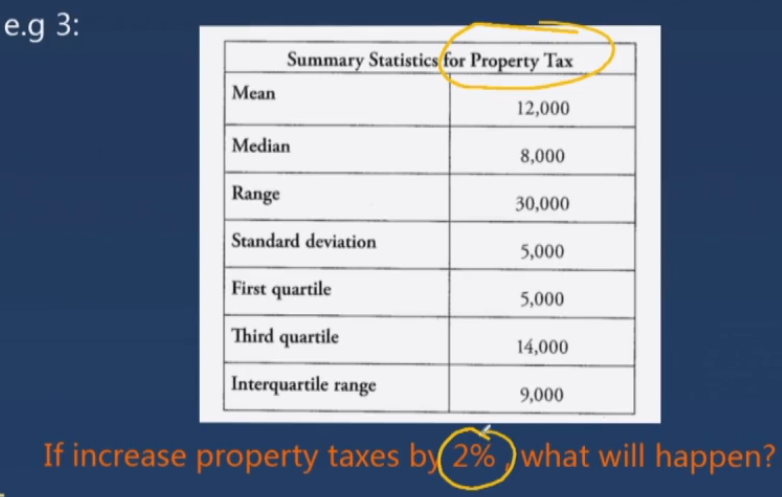 e.g 3:
Summary Statistics for Property Tax
Mean 12,000
Median 8,000
Range 30,000
Standard deviation 5,000
First quartile 5,000
Third quartile 14,000
Interquartile range 9,000
If increase property taxes by 2% , what will happen?